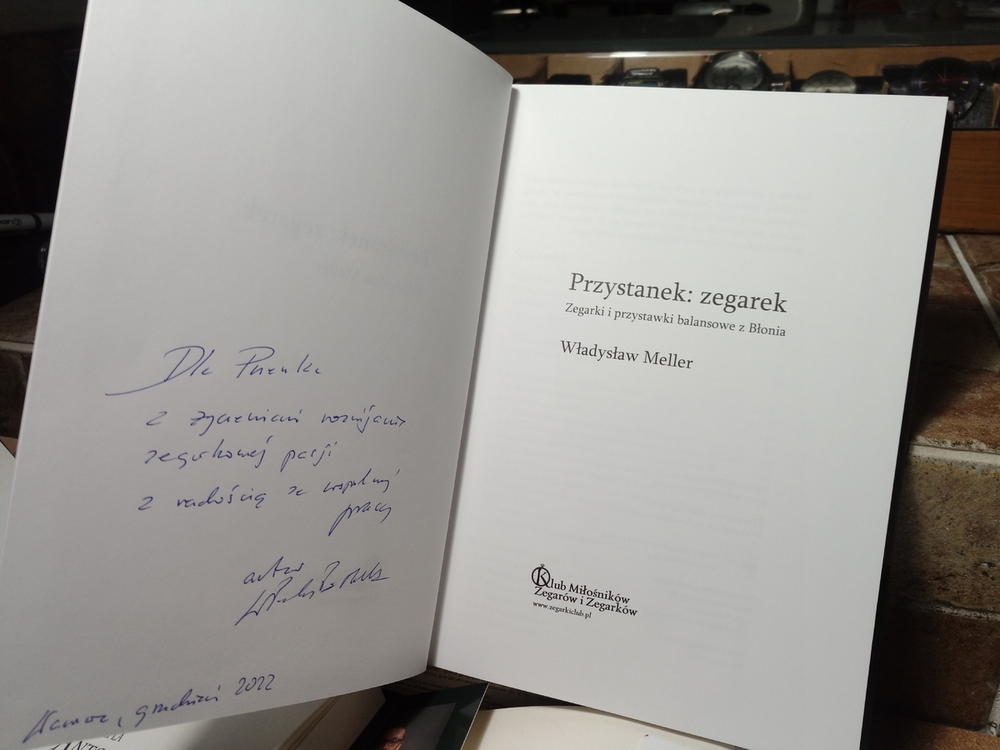 Dla
z życzeniami rozwijania
zegarkowej pasji
z radością za wspólną
pracę
autor
grudzień 2022
Przystanek: zegarek
Zegarki i przystawki balansowe z Błonia
Władysław Meller
Klub Miłośników
Zegarów i Zegarków
www.zegarkiclub.pl